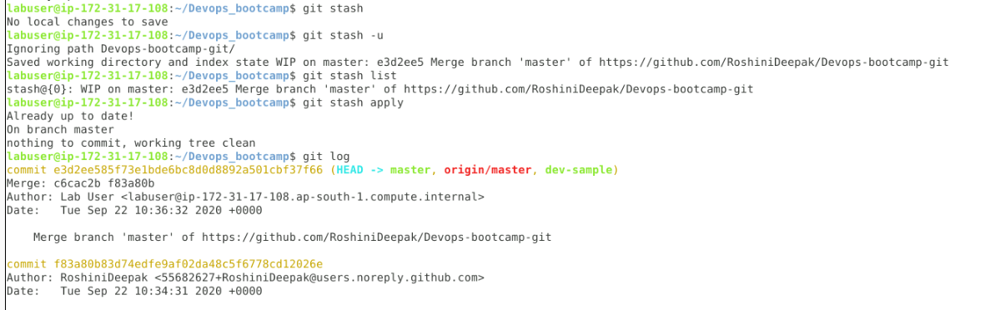 labuser@ip-172-31-17-108:~/Devops_bootcamp$ git stash
No local changes to save
labuser@ip-172-31-17-108:~/Devops_bootcamp$ git stash -u
Ignoring path Devops-bootcamp-git/
Saved working directory and index state WIP on master: e3d2ee5 Merge branch 'master' of https://github.com/RoshiniDeepak/Devops-bootcamp-git
labuser@ip-172-31-17-108:~/Devops_bootcamp$ git stash list
stash@{0}: WIP on master: e3d2ee5 Merge branch 'master' of https://github.com/RoshiniDeepak/Devops-bootcamp-git
labuser@ip-172-31-17-108:~/Devops_bootcamp$ git stash apply
Already up to date!
On branch master
nothing to commit, working tree clean
labuser@ip-172-31-17-108:~/Devops_bootcamp$ git log
commit e3d2ee585f73e1bde6bc8d0d8892a501cbf37f66 (HEAD -> master, origin/master, dev-sample)
Merge: c6cac2b f83a80b
Author: Lab User <labuser@ip-172-31-17-108.ap-south-1.compute.internal>
Date:   Tue Sep 22 10:36:32 2020 +0000
    Merge branch 'master' of https://github.com/RoshiniDeepak/Devops-bootcamp-git
commit f83a80b83d74edfe9af02da48c5f6778cd12026e
Author: RoshiniDeepak <55682627+RoshiniDeepak@users.noreply.github.com>
Date:   Tue Sep 22 10:34:31 2020 +0000